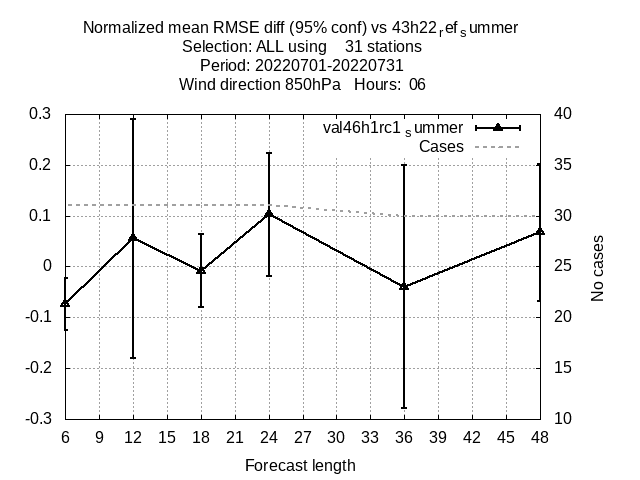 Normalized mean RMSE diff (95% conf) vs 43h22refsummer
Selection: ALL using 31 stations
Period: 20220701-20220731
Wind direction 850hPa Hours: 06
val46h1rc1summer
Cases
0.3
0.2
0.1
0
-0.1
-0.2
-0.3
40
35
30
25
20
15
10
No cases
6 9 12 15 18 21 24 27 30 33 36 39 42 45 48
Forecast length